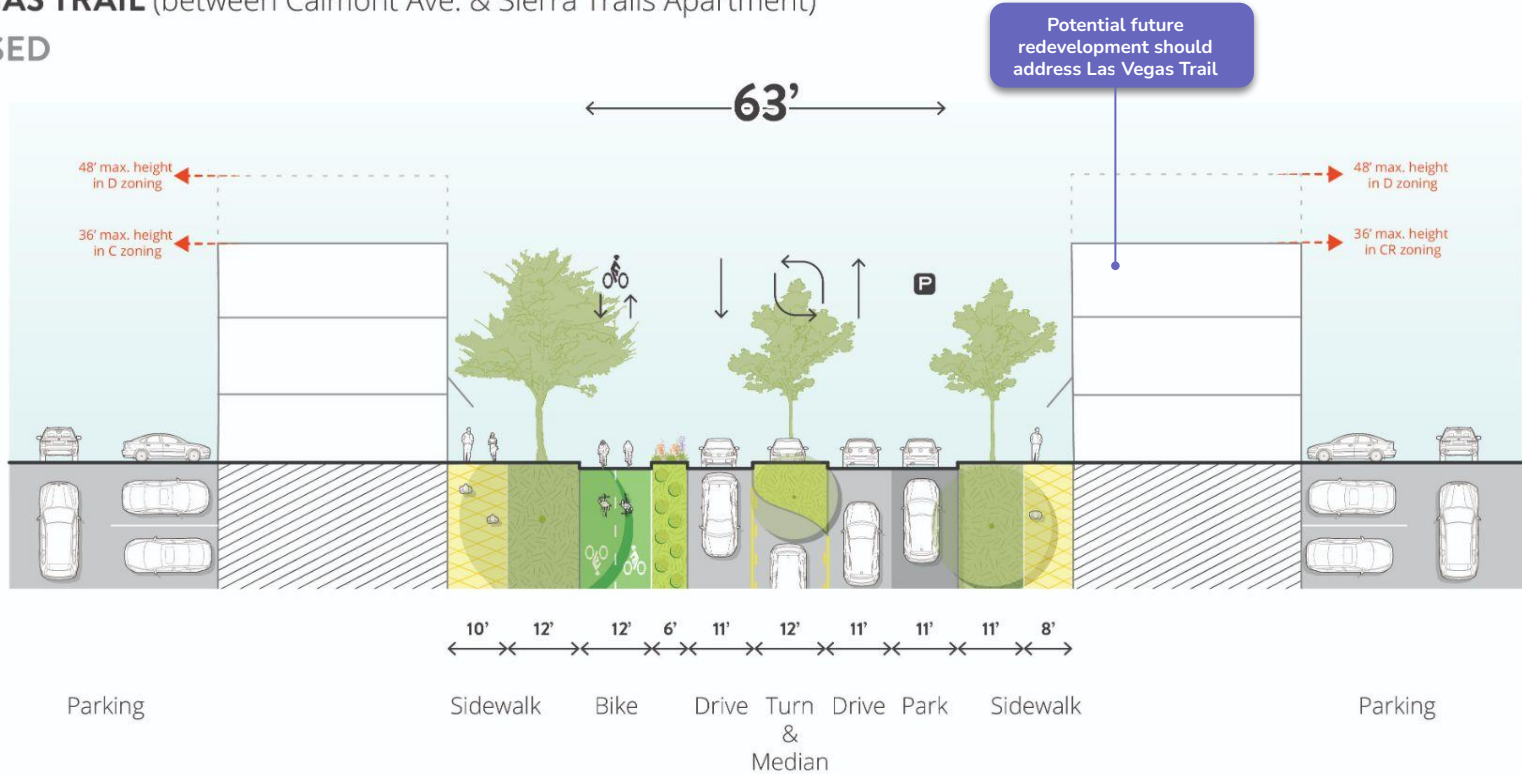 AS TRAIL (between Calmont Ave. & Sierra Trails Apartment)
SED
Potential future
redevelopment should
address Las Vegas Trail
63’
48’ max. height
in D zoning
48’ max. height
in D zoning
36’ max. height
in C zoning
36’ max. height
in CR zoning
P
10’ 12’ 12’ 6’ 11’ 12’ 11’ 11’ 11’ 8’
Parking Sidewalk Bike Drive Turn Drive Park Sidewalk Parking
&
Median